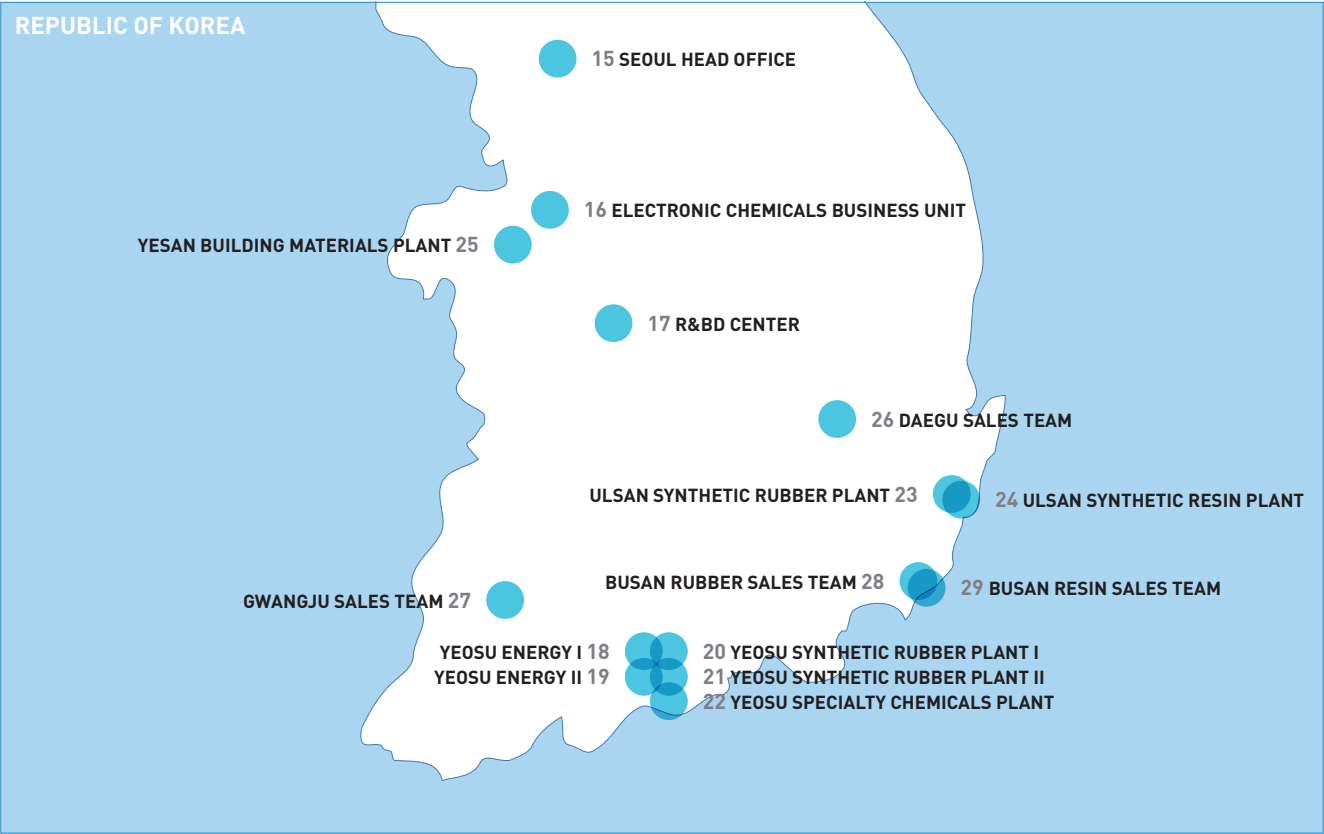 REPUBLIC OF KOREA
15 SEOUL HEAD OFFICE
16 ELECTRONIC CHEMICALS BUSINESS UNIT
YESAN BUILDING MATERIALS PLANT 25
17 R&BD CENTER
26 DAEGU SALES TEAM
ULSAN SYNTHETIC RUBBER PLANT 23
24 ULSAN SYNTHETIC RESIN PLANT
BUSAN RUBBER SALES TEAM 28
29 BUSAN RESIN SALES TEAM
GWANGJU SALES TEAM 27
YEOSU ENERGY I 18
20 YEOSU SYNTHETIC RUBBER PLANT I
YEOSU ENERGY II 19
21 YEOSU SYNTHETIC RUBBER PLANT II
22 YEOSU SPECIALTY CHEMICALS PLANT